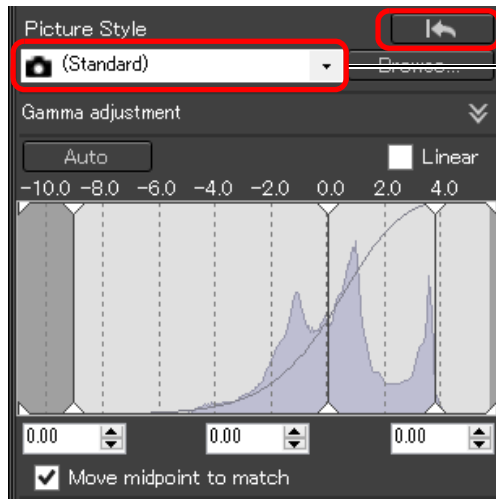 Picture Style
(Standard)
Browse...
Gamma adjustment
Auto
Linear
-10.0 -8.0 -6.0 -4.0 -2.0 0.0 2.0 4.0
0.00 0.00 0.00
Move midpoint to match